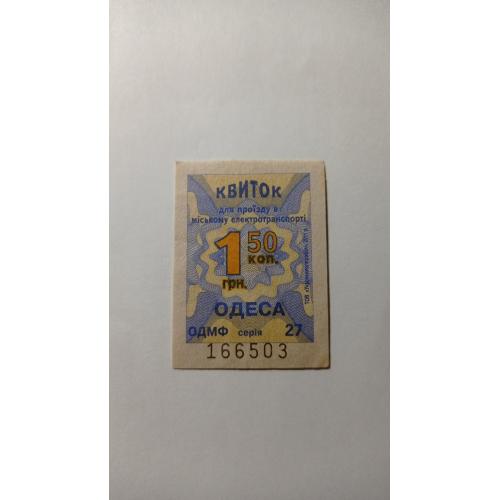 КВИТОК
для проїзду в
міському електротранспорті
1 50
грн. коп.
ОДЕСА
ОДМФ серія 27
166503